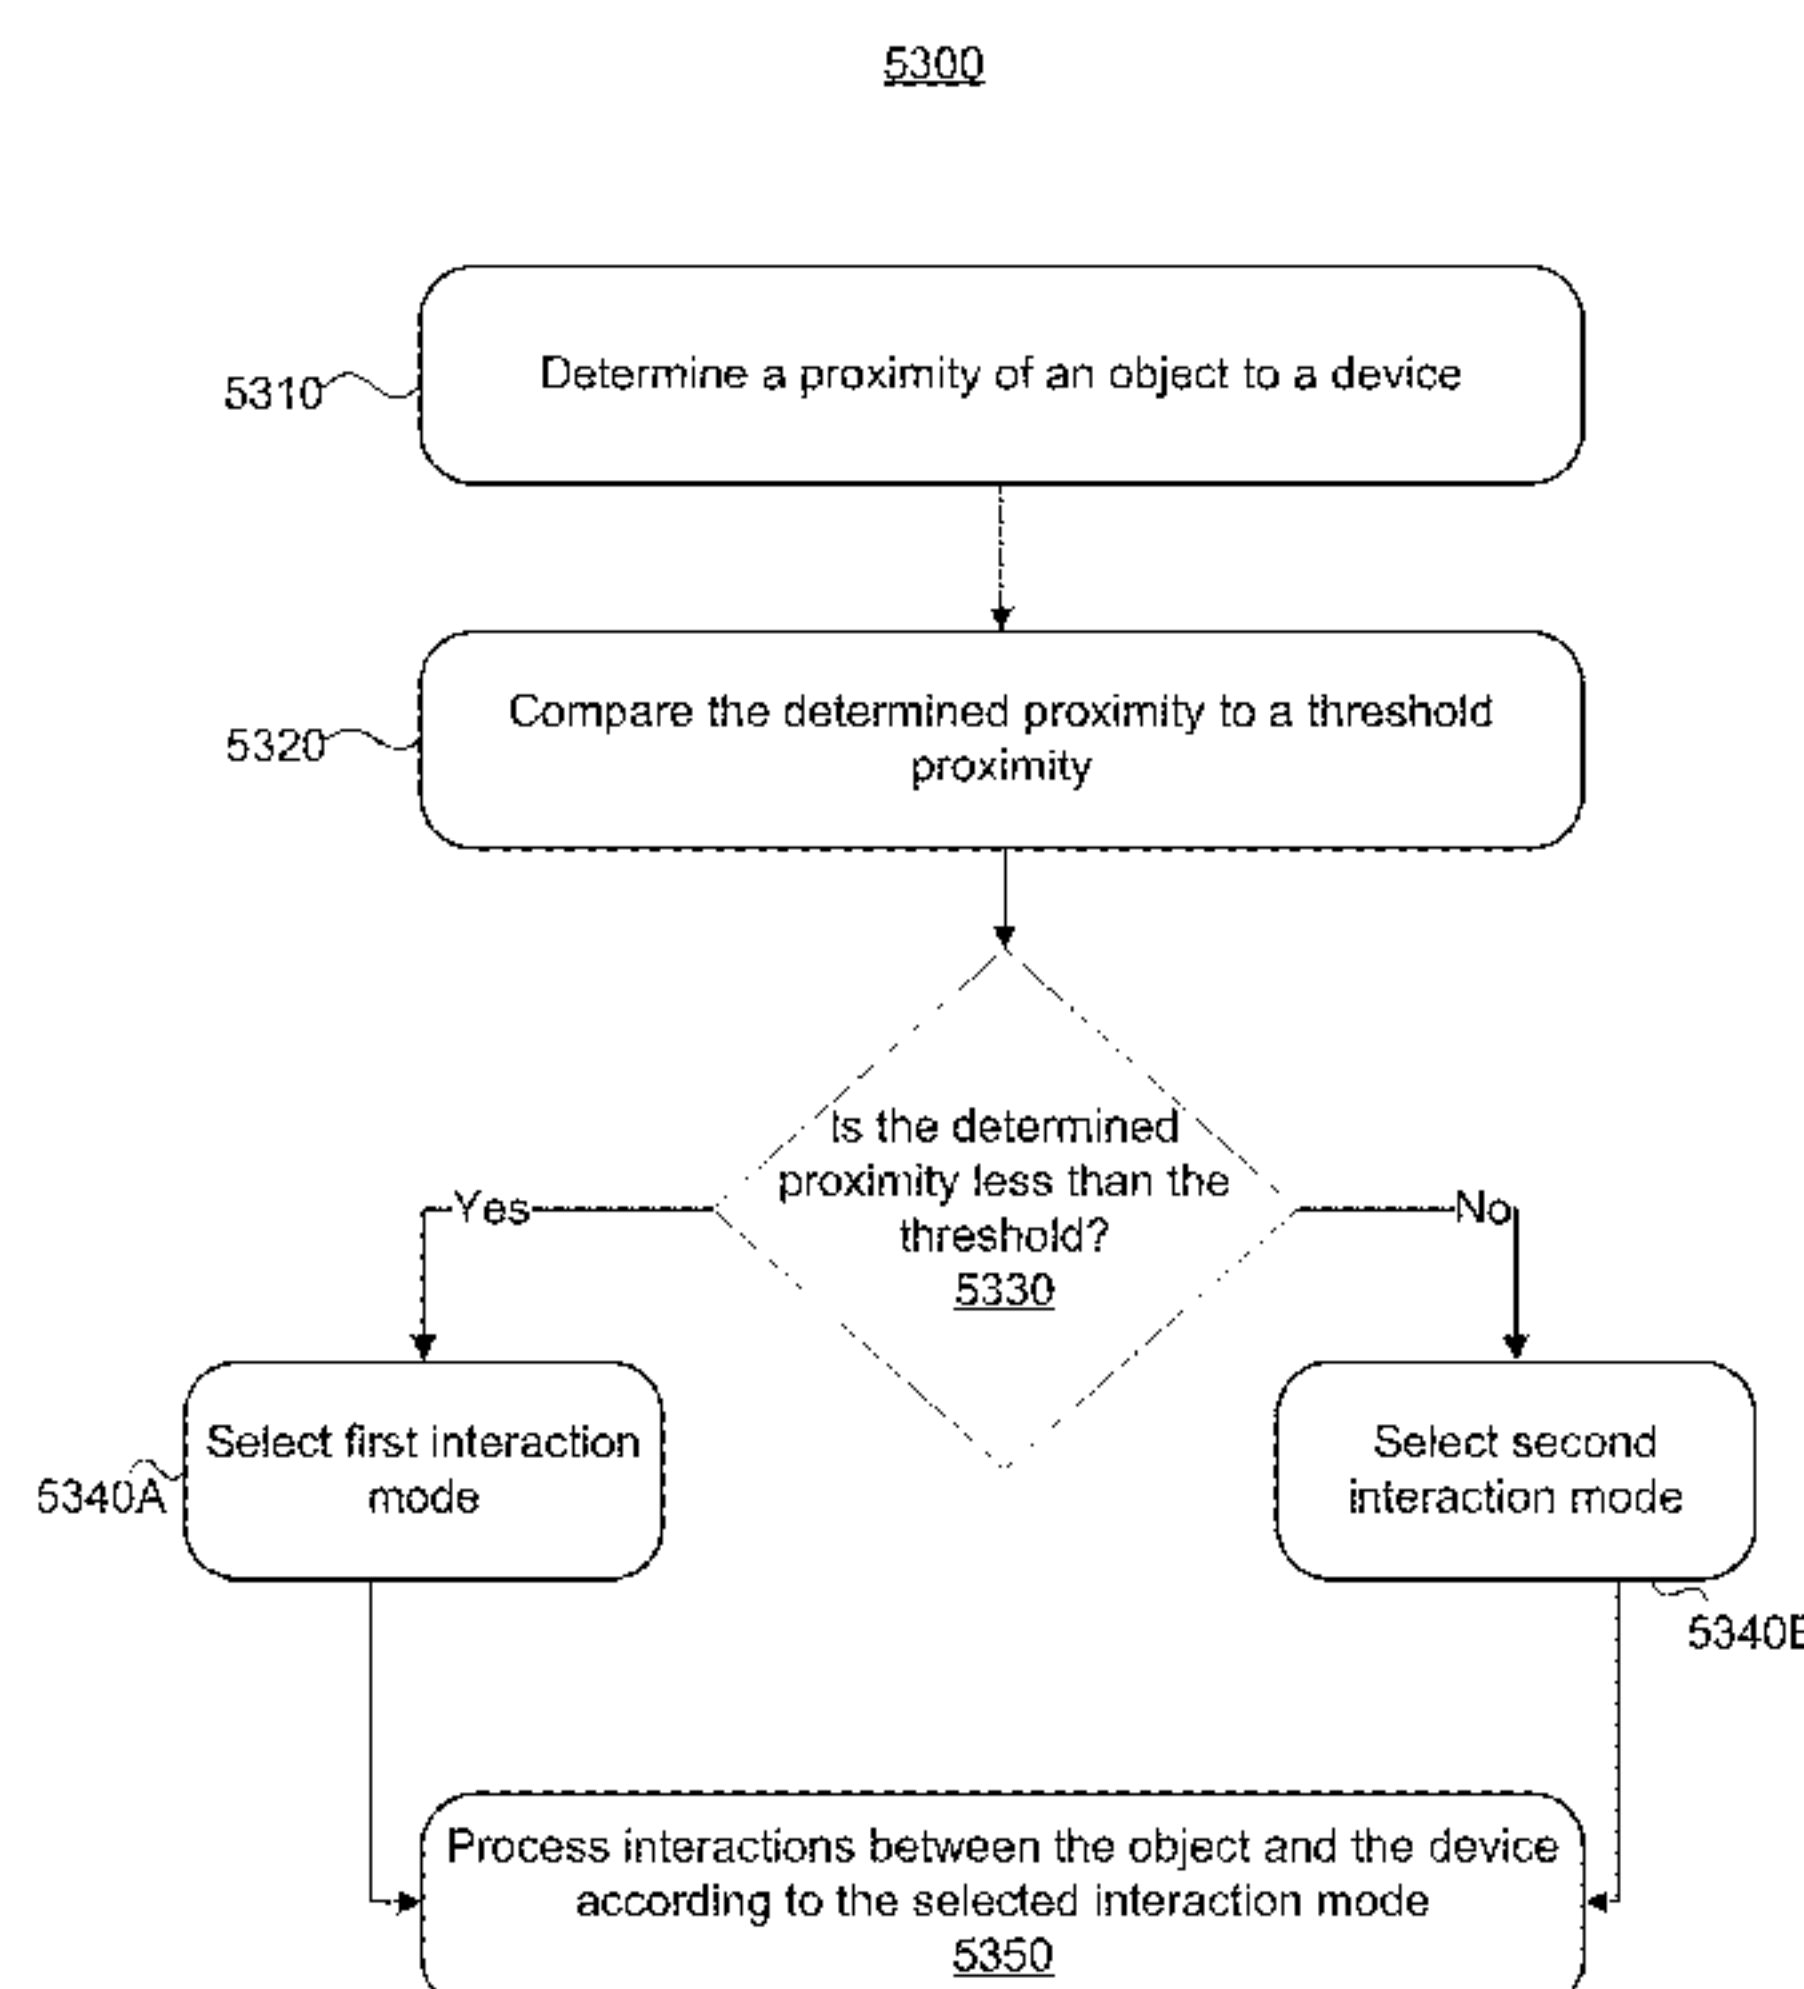 5300
Determine a proximity of an object to a device
5310
Compare the determined proximity to a threshold
proximity
5320
Is the determined
proximity less than the
threshold?
5330
Yes
No
Select first interaction
mode
5340A
Select second
interaction mode
5340B
Process interactions between the object and the device
according to the selected interaction mode
5350